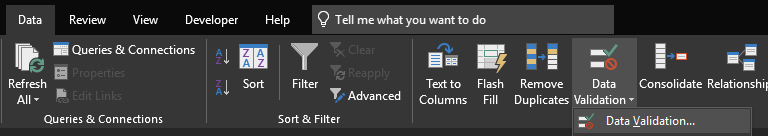 Data Review View Developer Help Tell me what you want to do
Refresh
All
Queries & Connections
Properties
Edit Links
Queries & Connections
A
Z
Z
A
Z A
A Z
Sort
Filter
Clear
Reapply
Advanced
Sort & Filter
Text to
Columns
Flash
Fill
Remove
Duplicates
Data
Validation
Consolidate
Relationship
Data Validation...